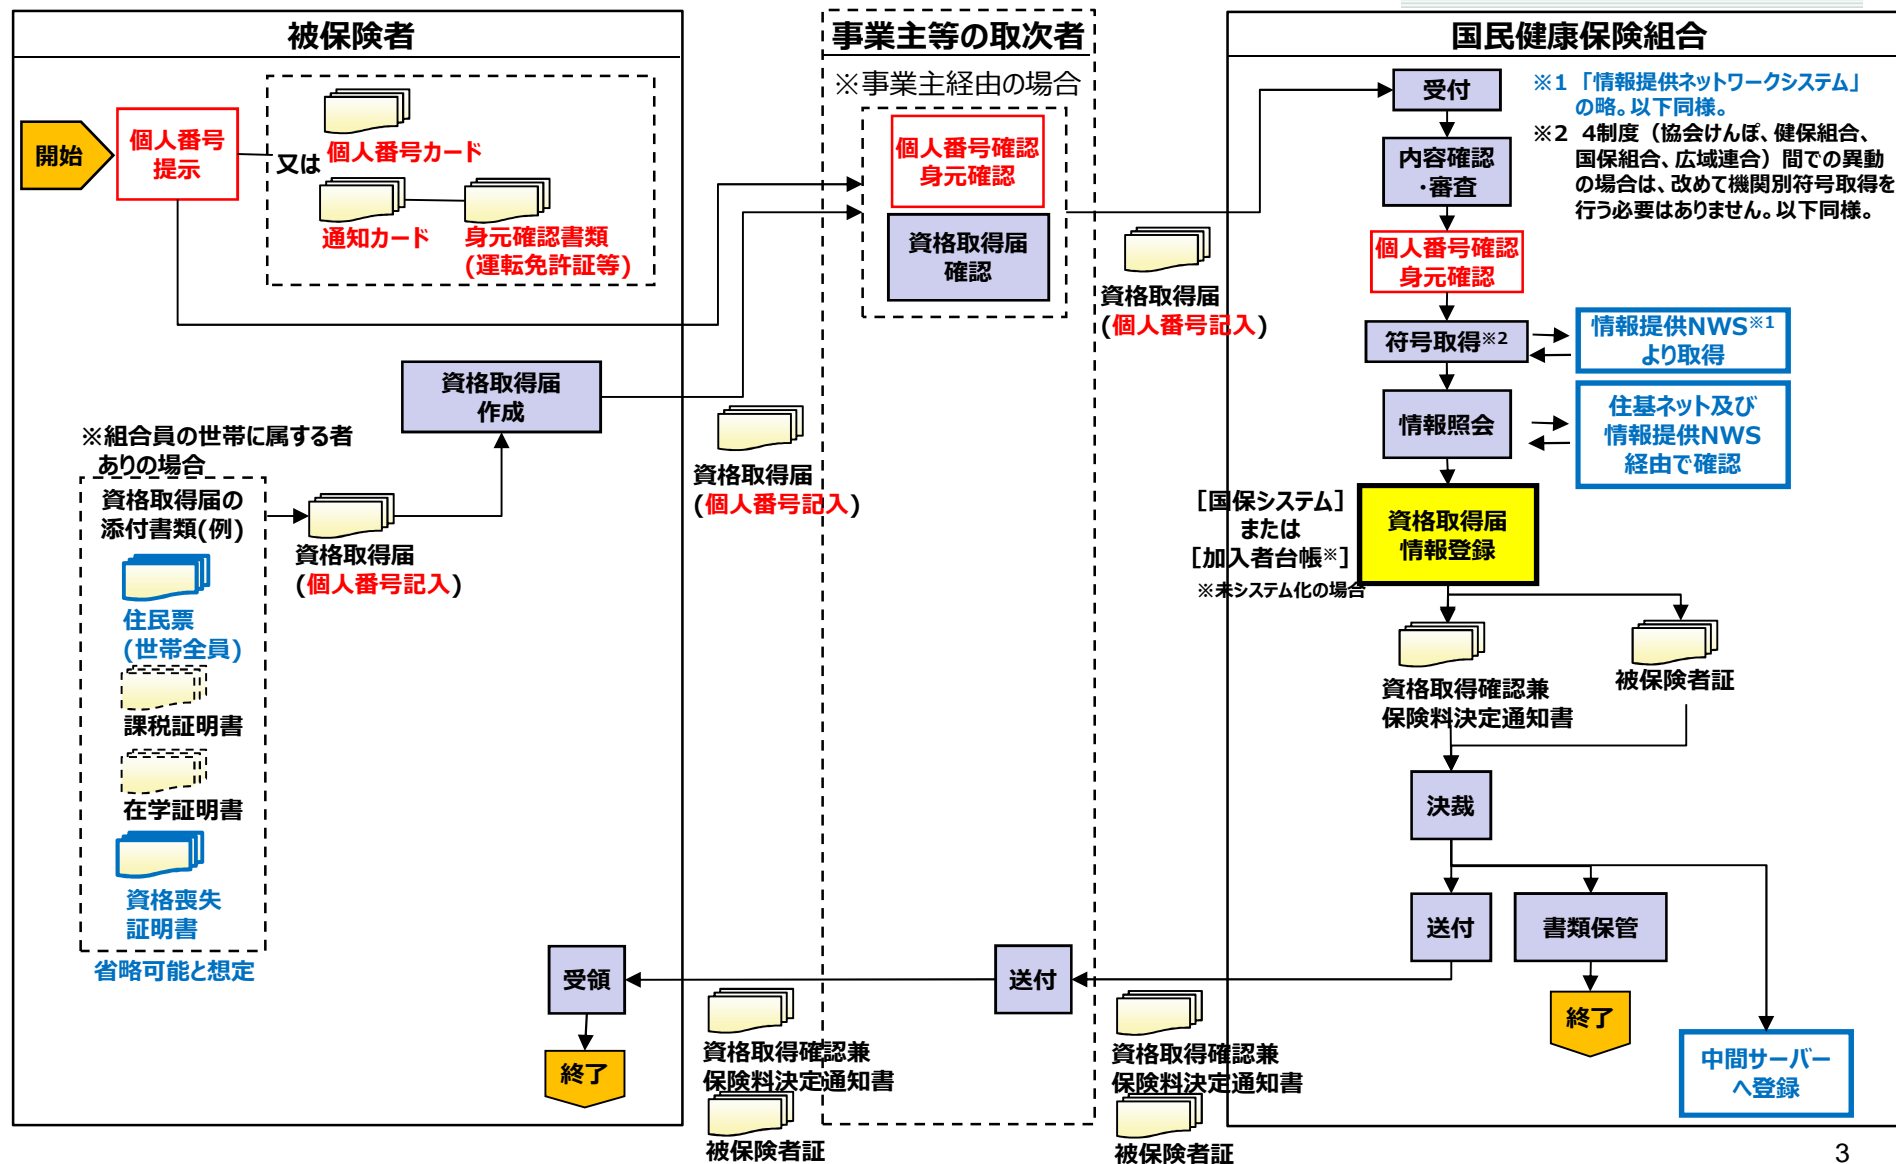 被保険者
開始
個人番号
提示
又は
個人番号カード
通知カード
身元確認書類
(運転免許証等)
資格取得届
作成
※組合員の世帯に属する者
ありの場合
資格取得届の
添付書類(例)
住民票
(世帯全員)
課税証明書
在学証明書
資格喪失
証明書
省略可能と想定
資格取得届
(個人番号記入)
受領
終了
事業主等の取次者
※事業主経由の場合
個人番号確認
身元確認
資格取得届
確認
資格取得届
(個人番号記入)
送付
資格取得確認兼
保険料決定通知書
被保険者証
資格取得届
(個人番号記入)
資格取得確認兼
保険料決定通知書
被保険者証
国民健康保険組合
受付
内容確認
・審査
個人番号確認
身元確認
符号取得※2
情報提供NWS※1
より取得
情報照会
住基ネット及び
情報提供NWS
経由で確認
※1 「情報提供ネットワークシステム」
の略。以下同様。
※2 4制度（協会けんぽ、健保組合、
国保組合、広域連合）間での異動
の場合は、改めて機関別符号取得を
行う必要はありません。以下同様。
［国保システム］
または
［加入者台帳※］
※未システム化の場合
資格取得届
情報登録
資格取得確認兼
保険料決定通知書
被保険者証
決裁
送付
書類保管
終了
中間サーバー
へ登録
3